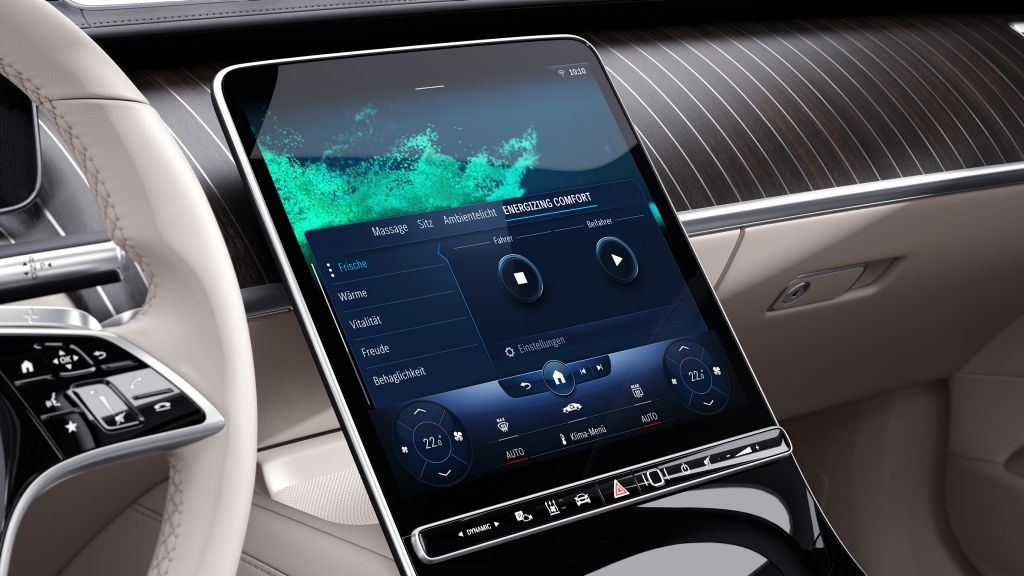 10:10
Massage Sitz Ambientelicht ENERGIZING COMFORT
Fahrer Beifahrer
Frische
Wärme
Vitalität
Freude
Behaglichkeit
Einstellungen
22.0
MAX
REAR
22.0
AUTO
Klima-Menü
AUTO
DYNAMIC
OK